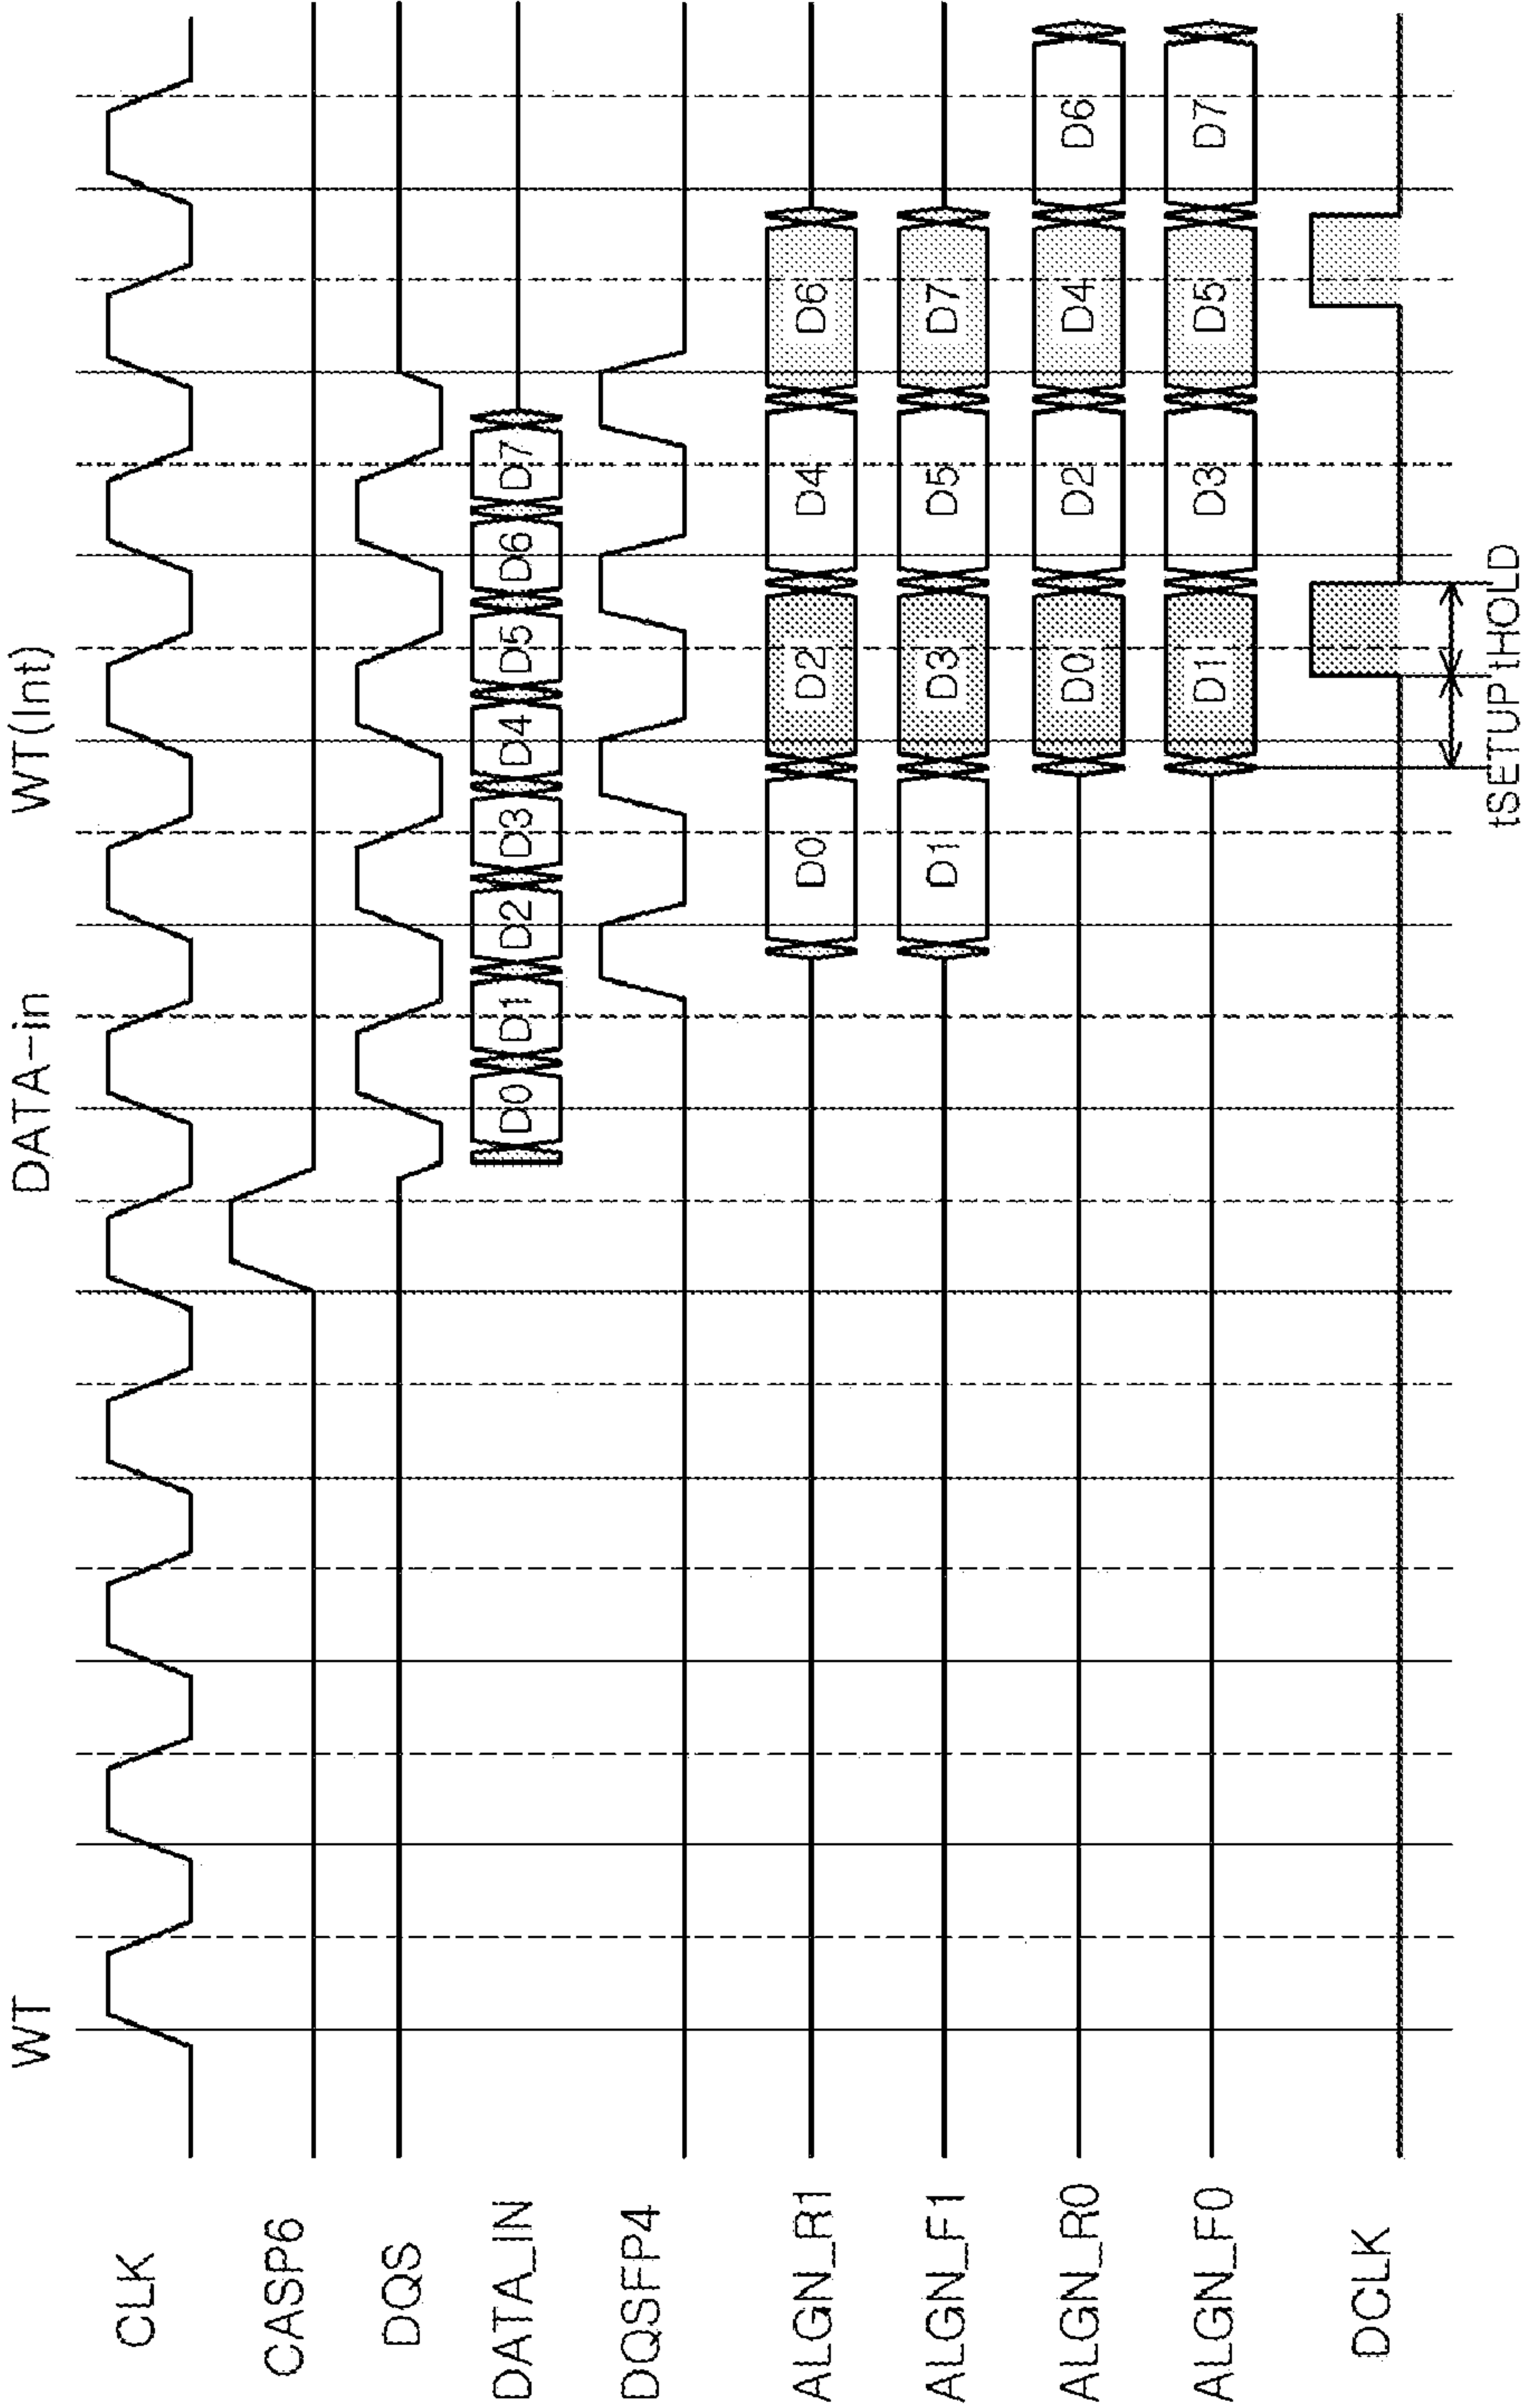 WT
DATA-in
WT(Int)
CLK
CASP6
DQS
DATA_IN
D0 D1 D2 D3 D4 D5 D6 D7
DQSFP4
ALGN_R1
D0 D2 D4 D6
ALGN_F1
D1 D3 D5 D7
ALGN_R0
D0 D2 D4 D6
ALGN_F0
D1 D3 D5 D7
DCLK
tSETUP tHOLD